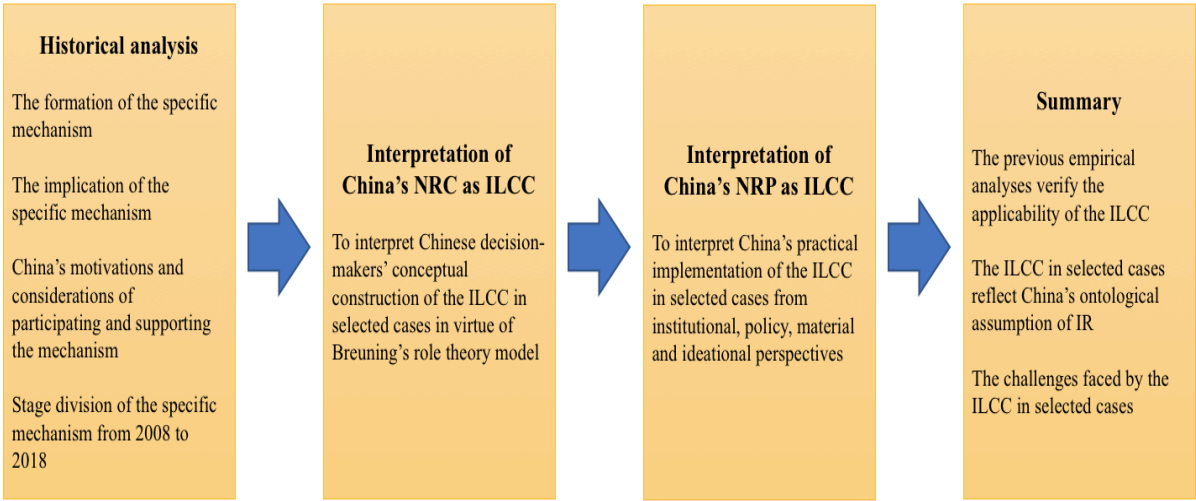 Historical analysis
The formation of the specific
mechanism
The implication of the
specific mechanism
China's motivations and
considerations of
participating and supporting
the mechanism
Stage division of the specific
mechanism from 2008 to
2018
Interpretation of
China's NRC as ILCC
To interpret Chinese decision-
makers' conceptual
construction of the ILCC in
selected cases in virtue of
Breuning's role theory model
Interpretation of
China's NRP as ILCC
To interpret China's practical
implementation of the ILCC
in selected cases from
institutional, policy, material
and ideational perspectives
Summary
The previous empirical
analyses verify the
applicability of the ILCC
The ILCC in selected cases
reflect China's ontological
assumption of IR
The challenges faced by the
ILCC in selected cases